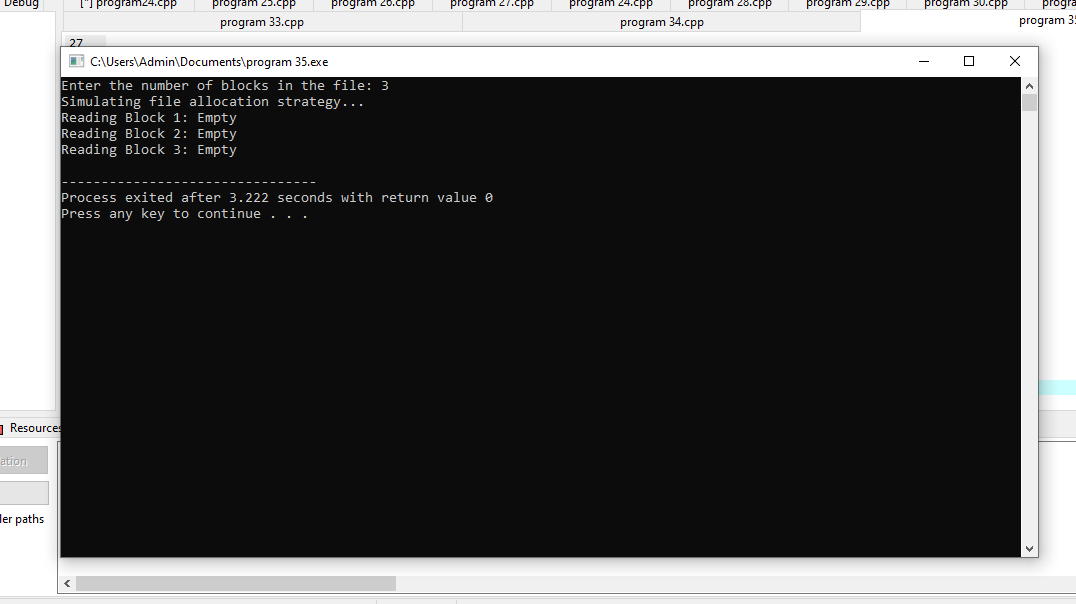 Debug
[*] program24.cpp program 25.cpp program 26.cpp program 27.cpp program 24.cpp program 28.cpp program 29.cpp program 30.cpp
program 33.cpp program 34.cpp program
27
C:\Users\Admin\Documents\program 35.exe
Enter the number of blocks in the file: 3
Simulating file allocation strategy...
Reading Block 1: Empty
Reading Block 2: Empty
Reading Block 3: Empty
--------------------------------
Process exited after 3.222 seconds with return value 0
Press any key to continue . . .
Resources
paths